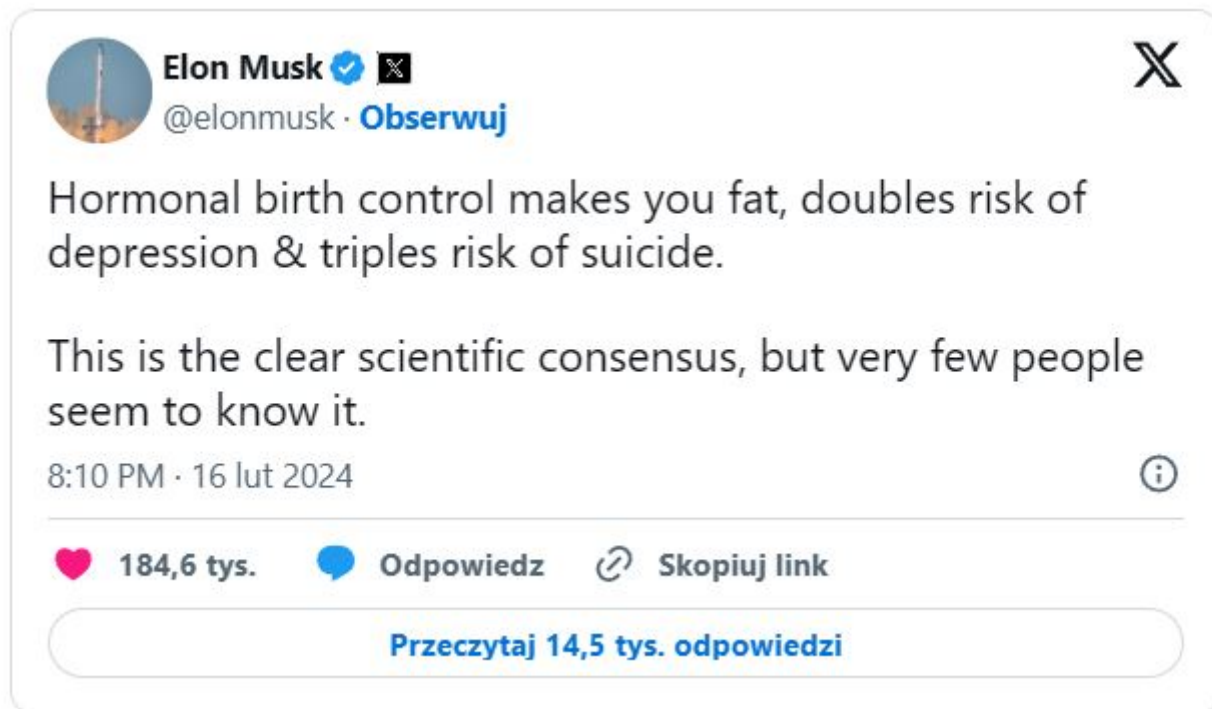 Elon Musk
@elonmusk · Obserwuj
Hormonal birth control makes you fat, doubles risk of
depression & triples risk of suicide.
This is the clear scientific consensus, but very few people
seem to know it.
8:10 PM · 16 lut 2024
184,6 tys. Odpowiedz Skopiuj link
Przeczytaj 14,5 tys. odpowiedzi